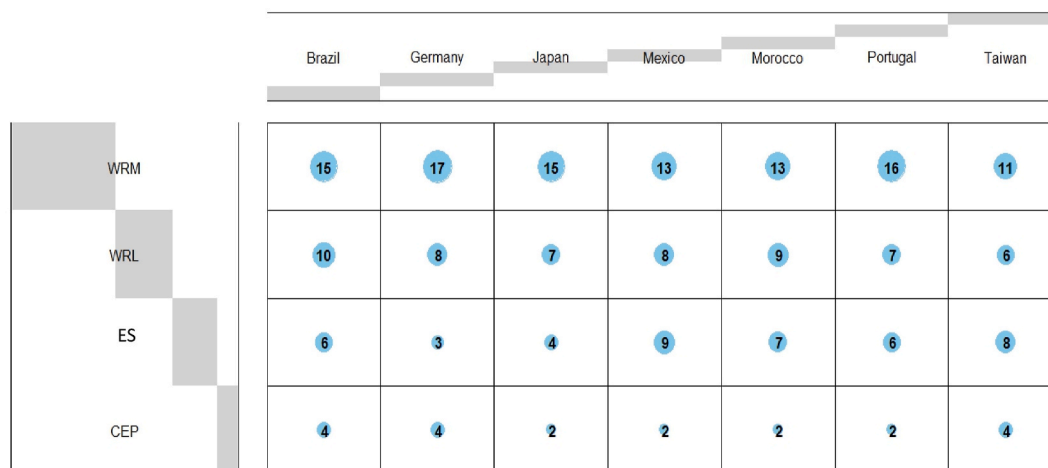 Brazil Germany Japan Mexico Morocco Portugal Taiwan
WRM 15 17 15 13 13 16 11
WRL 10 8 7 8 9 7 6
ES 6 3 4 9 7 6 8
CEP 4 4 2 2 2 2 4